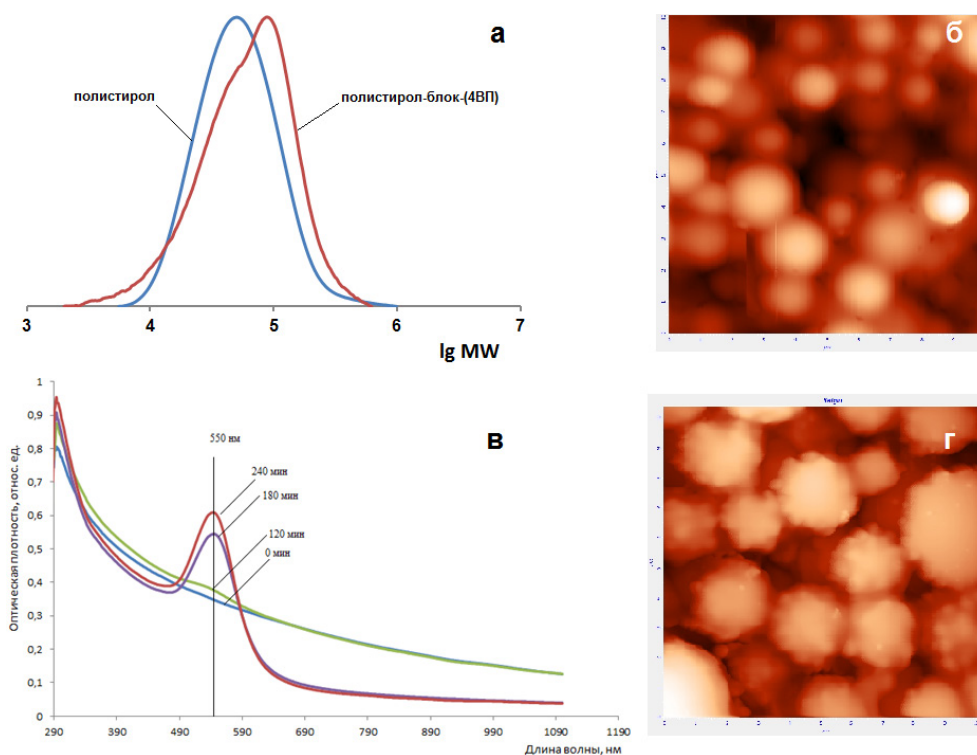 а
б
полистирол
полистирол-блок-(4ВП)
3
4
5
6
7
lg MW
в
г
1
0,9
0,8
0,7
0,6
0,5
0,4
0,3
0,2
0,1
0
Оптическая плотность, относ. ед.
550 нм
240 мин
180 мин
120 мин
0 мин
290
390
490
590
690
790
890
990
1090
1190
Длина волны, нм